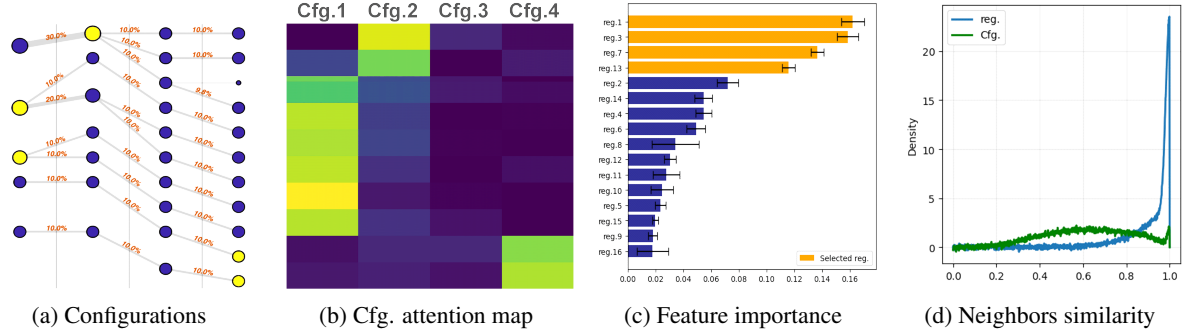 30.0%
10.0%
10.0%
10.0%
10.0%
10.0%
10.0%
9.8%
20.0%
10.0%
10.0%
10.0%
10.0%
10.0%
10.0%
10.0%
10.0%
10.0%
10.0%
10.0%
10.0%
10.0%
10.0%
(a) Configurations
Cfg.1 Cfg.2 Cfg.3 Cfg.4
(b) Cfg. attention map
reg.1
reg.3
reg.7
reg.13
reg.2
reg.14
reg.4
reg.6
reg.8
reg.12
reg.11
reg.10
reg.5
reg.15
reg.9
reg.16
Selected reg.
0.00 0.02 0.04 0.06 0.08 0.10 0.12 0.14 0.16
(c) Feature importance
reg.
Cfg.
Density
20
15
10
5
0
0.0 0.2 0.4 0.6 0.8 1.0
(d) Neighbors similarity